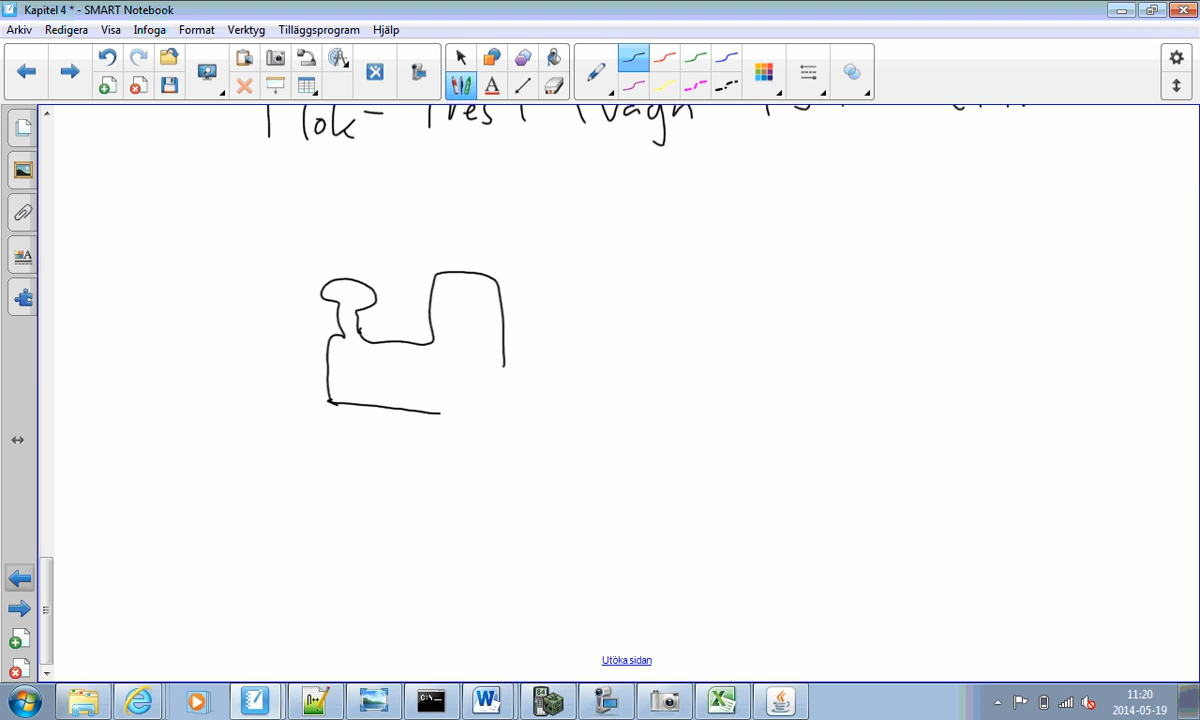 Kapitel 4 * - SMART Notebook
Arkiv Redigera Visa Infoga Format Verktyg Tilläggsprogram Hjälp
lok - vagn
Utöka sidan
11:20
2014-05-19